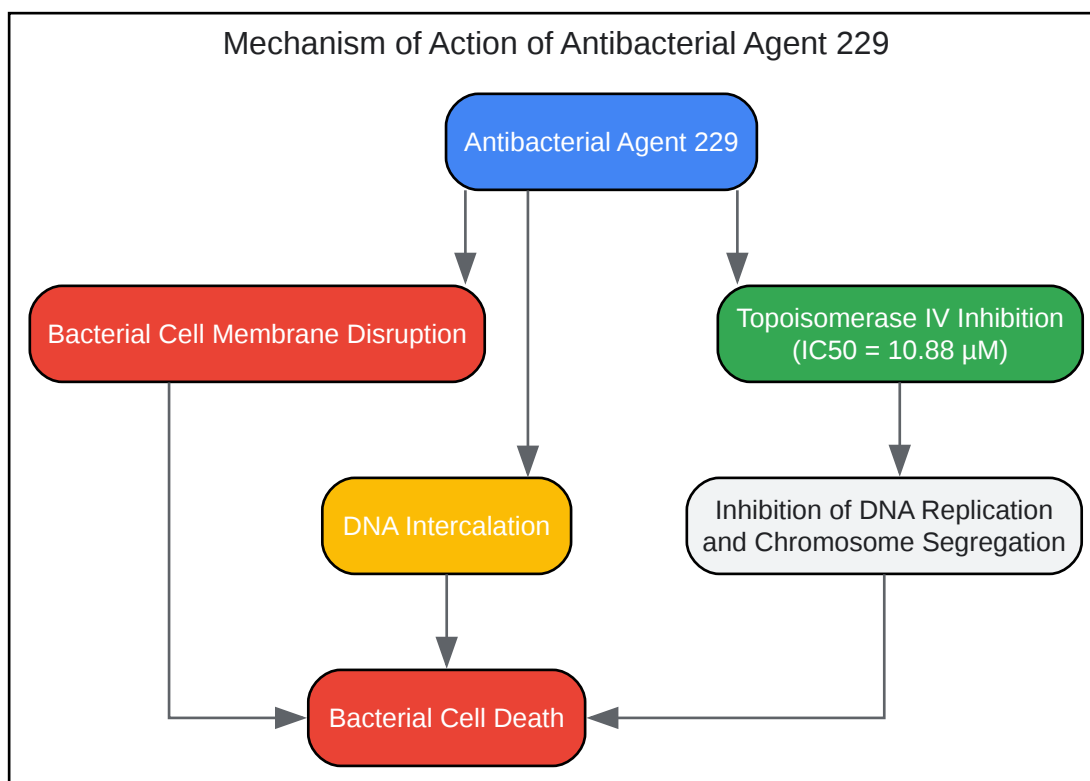 Mechanism of Action of Antibacterial Agent 229
Antibacterial Agent 229
Bacterial Cell Membrane Disruption
Topoisomerase IV Inhibition
(IC50 = 10.88 µM)
DNA Intercalation
Inhibition of DNA Replication
and Chromosome Segregation
Bacterial Cell Death